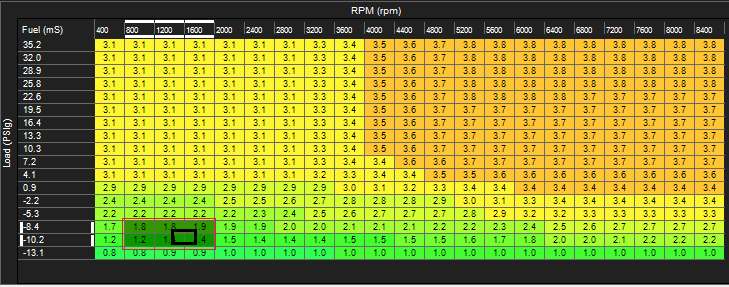 RPM (rpm)
Fuel (mS) 400 800 1200 1600 2000 2400 2800 3200 3600 4000 4400 4800 5200 5600 6000 6400 6800 7200 7600 8000 8400
Load (PSIg)
35.2 3.1 3.1 3.1 3.1 3.1 3.1 3.1 3.3 3.4 3.5 3.6 3.7 3.8 3.8 3.8 3.8 3.8 3.8 3.8 3.8 3.8
32.0 3.1 3.1 3.1 3.1 3.1 3.1 3.1 3.3 3.4 3.5 3.6 3.7 3.8 3.8 3.8 3.8 3.8 3.8 3.8 3.8 3.8
28.9 3.1 3.1 3.1 3.1 3.1 3.1 3.1 3.3 3.4 3.5 3.6 3.7 3.8 3.8 3.8 3.8 3.8 3.8 3.8 3.8 3.8
25.8 3.1 3.1 3.1 3.1 3.1 3.1 3.1 3.3 3.4 3.5 3.6 3.7 3.8 3.8 3.8 3.8 3.8 3.8 3.8 3.8 3.8
22.6 3.1 3.1 3.1 3.1 3.1 3.1 3.1 3.3 3.4 3.5 3.6 3.7 3.8 3.8 3.8 3.8 3.8 3.7 3.7 3.7 3.7
19.5 3.1 3.1 3.1 3.1 3.1 3.1 3.1 3.3 3.4 3.5 3.6 3.7 3.7 3.7 3.7 3.7 3.7 3.7 3.7 3.7 3.7
16.4 3.1 3.1 3.1 3.1 3.1 3.1 3.1 3.3 3.4 3.5 3.6 3.7 3.7 3.7 3.7 3.7 3.7 3.7 3.7 3.7 3.7
13.3 3.1 3.1 3.1 3.1 3.1 3.1 3.1 3.3 3.4 3.5 3.6 3.7 3.7 3.7 3.7 3.7 3.7 3.7 3.7 3.7 3.7
10.3 3.1 3.1 3.1 3.1 3.1 3.1 3.1 3.3 3.4 3.5 3.6 3.7 3.7 3.7 3.7 3.7 3.7 3.7 3.7 3.7 3.7
7.2 3.1 3.1 3.1 3.1 3.1 3.1 3.1 3.3 3.4 3.4 3.6 3.6 3.7 3.7 3.7 3.7 3.7 3.7 3.7 3.7 3.7
4.1 3.1 3.1 3.1 3.1 3.1 3.1 3.1 3.2 3.3 3.4 3.4 3.5 3.5 3.6 3.6 3.6 3.6 3.6 3.6 3.6 3.6
0.9 2.9 2.9 2.9 2.9 2.9 2.9 2.9 2.9 3.0 3.1 3.2 3.3 3.3 3.4 3.4 3.4 3.4 3.4 3.4 3.4 3.4
-2.2 2.4 2.4 2.4 2.4 2.5 2.5 2.6 2.7 2.8 2.8 2.9 3.0 3.1 3.3 3.4 3.4 3.4 3.4 3.4 3.4 3.4
-5.3 2.2 2.2 2.2 2.2 2.2 2.3 2.4 2.5 2.6 2.7 2.7 2.7 2.8 2.9 3.2 3.2 3.3 3.3 3.3 3.3 3.3
-8.4 1.7 1.8 1.8 1.9 1.9 1.9 2.0 2.0 2.1 2.1 2.1 2.2 2.2 2.3 2.4 2.5 2.6 2.7 2.7 2.7 2.7
-10.2 1.2 1.2 1. 4 1.5 1.4 1.4 1.4 1.5 1.5 1.5 1.5 1.6 1.7 1.8 2.0 2.0 2.1 2.2 2.2 2.2
-13.1 0.8 0.8 0.9 0.9 1.0 1.0 1.0 1.0 1.0 1.0 1.0 1.0 1.0 1.0 1.0 1.0 1.0 1.0 1.0 1.0 1.0